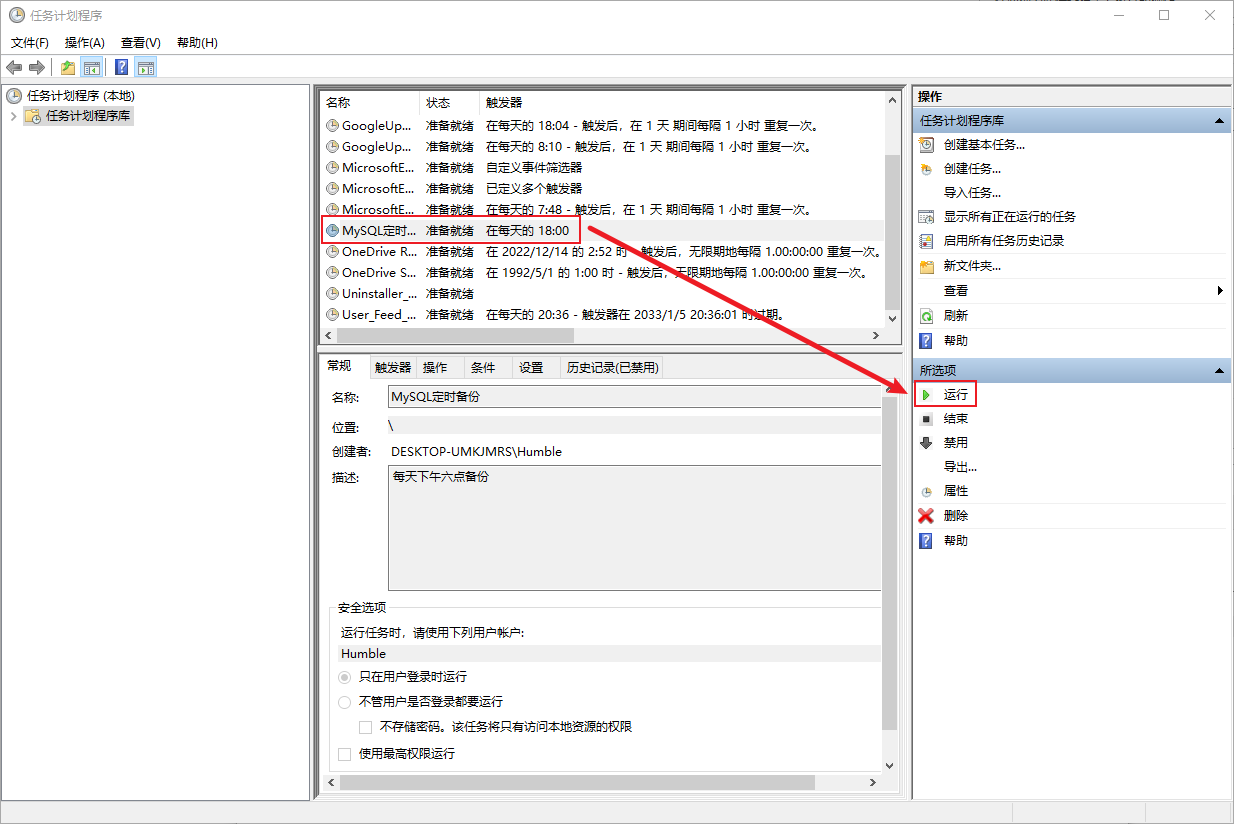 任务计划程序
文件(F) 操作(A) 查看(V) 帮助(H)
任务计划程序 (本地)
任务计划程序库
名称 状态 触发器
GoogleUp... 准备就绪 在每天的 18:04 - 触发后，在 1 天 期间每隔 1 小时 重复一次。
GoogleUp... 准备就绪 在每天的 8:10 - 触发后，在 1 天 期间每隔 1 小时 重复一次。
MicrosoftE... 准备就绪 自定义事件筛选器
MicrosoftE... 准备就绪 已定义多个触发器
MicrosoftE... 准备就绪 在每天的 7:48 - 触发后，在 1 天 期间每隔 1 小时 重复一次。
MySQL定时... 准备就绪 在每天的 18:00
OneDrive R... 准备就绪 在 2022/12/14 的 2:52 时 - 触发后，无限期地每隔 1.00:00:00 重复一次。
OneDrive S... 准备就绪 在 1992/5/1 的 1:00 时 - 触发后，无限期地每隔 1.00:00:00 重复一次。
Uninstaller_... 准备就绪
User_Feed_... 准备就绪 在每天的 20:36 - 触发器在 2033/1/5 20:36:01 时过期。
常规 触发器 操作 条件 设置 历史记录(已禁用)
名称: MySQL定时备份
位置: \
创建者: DESKTOP-UMKJMRS\Humble
描述: 每天下午六点备份
安全选项
运行任务时，请使用下列用户帐户:
Humble
只在用户登录时运行
不管用户是否登录都要运行
不存储密码。该任务将只有访问本地资源的权限
使用最高权限运行
操作
任务计划程序库
创建基本任务...
创建任务...
导入任务...
显示所有正在运行的任务
启用所有任务历史记录
新文件夹...
查看
刷新
帮助
所选项
运行
结束
禁用
导出...
属性
删除
帮助